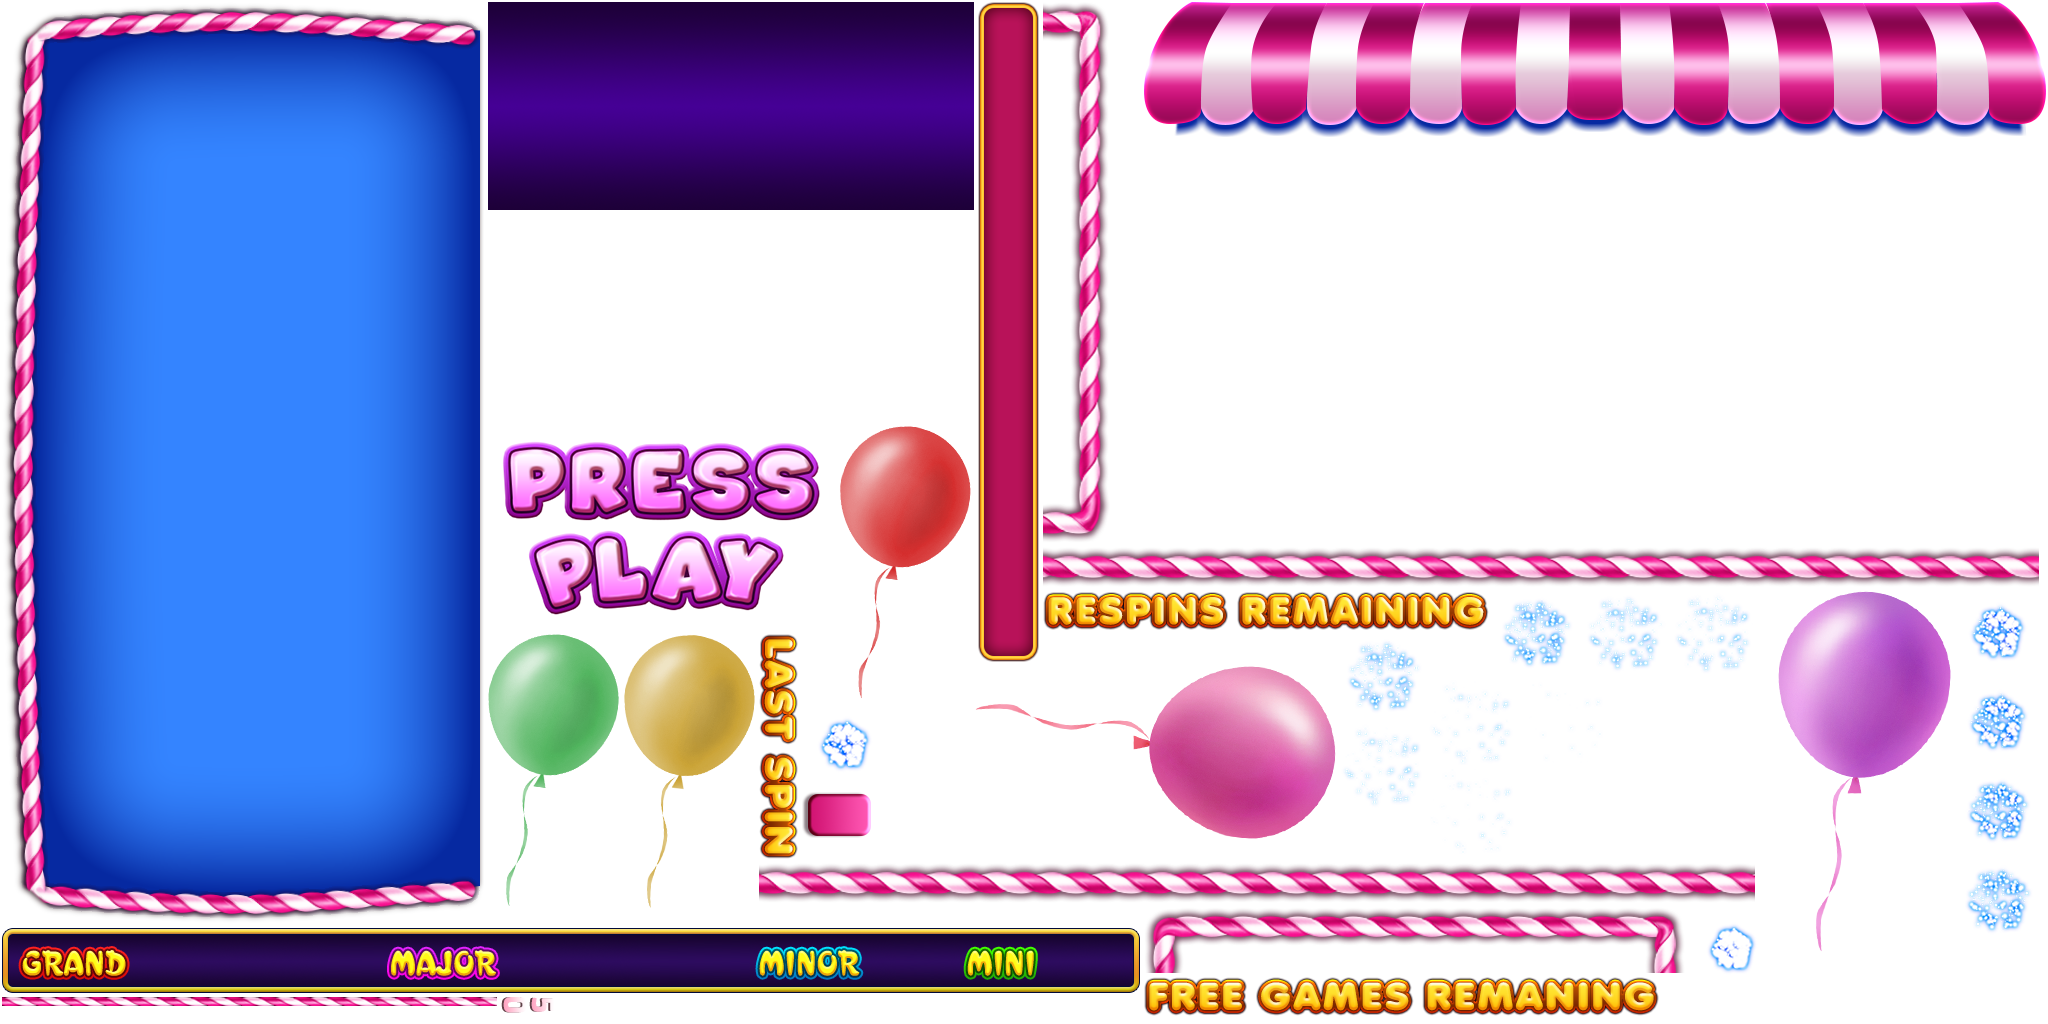 PRESS
PLAY
RESPINS REMAINING
LAST SPIN
GRAND
MAJOR
MINOR
MINI
FREE GAMES REMANING